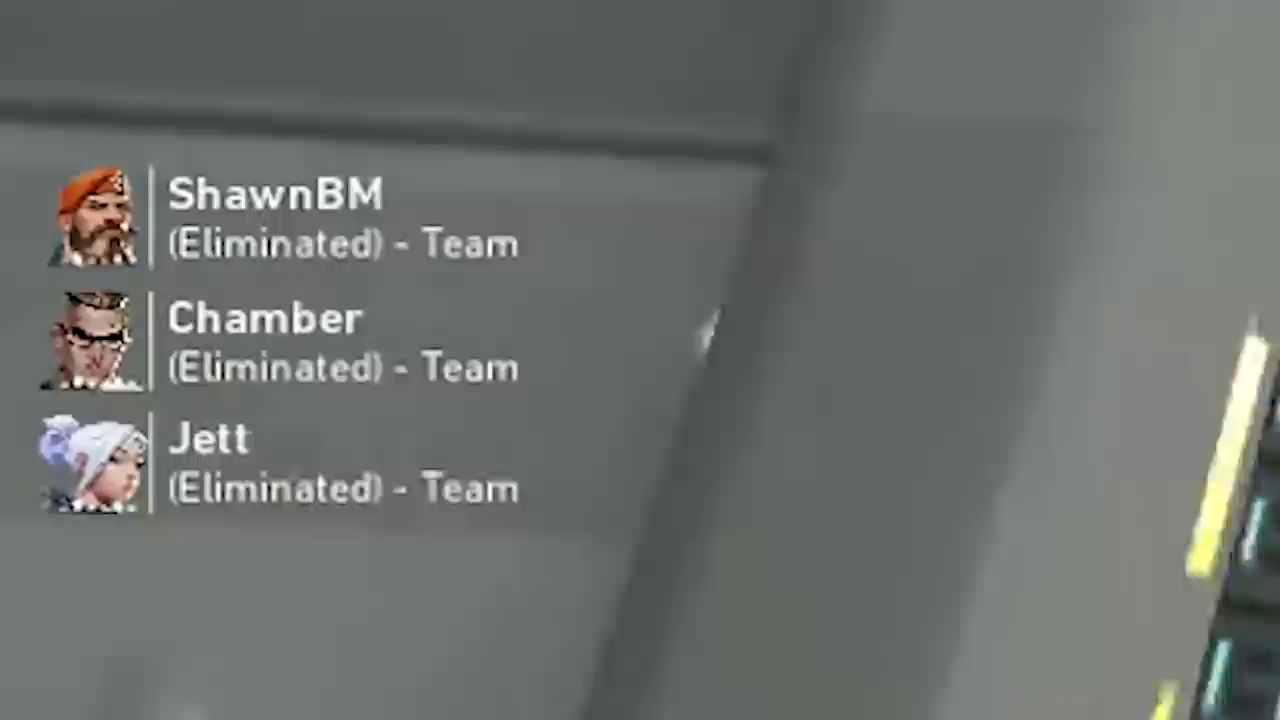 ShawnBM
(Eliminated) - Team
Chamber
(Eliminated) - Team
Jett
(Eliminated) - Team